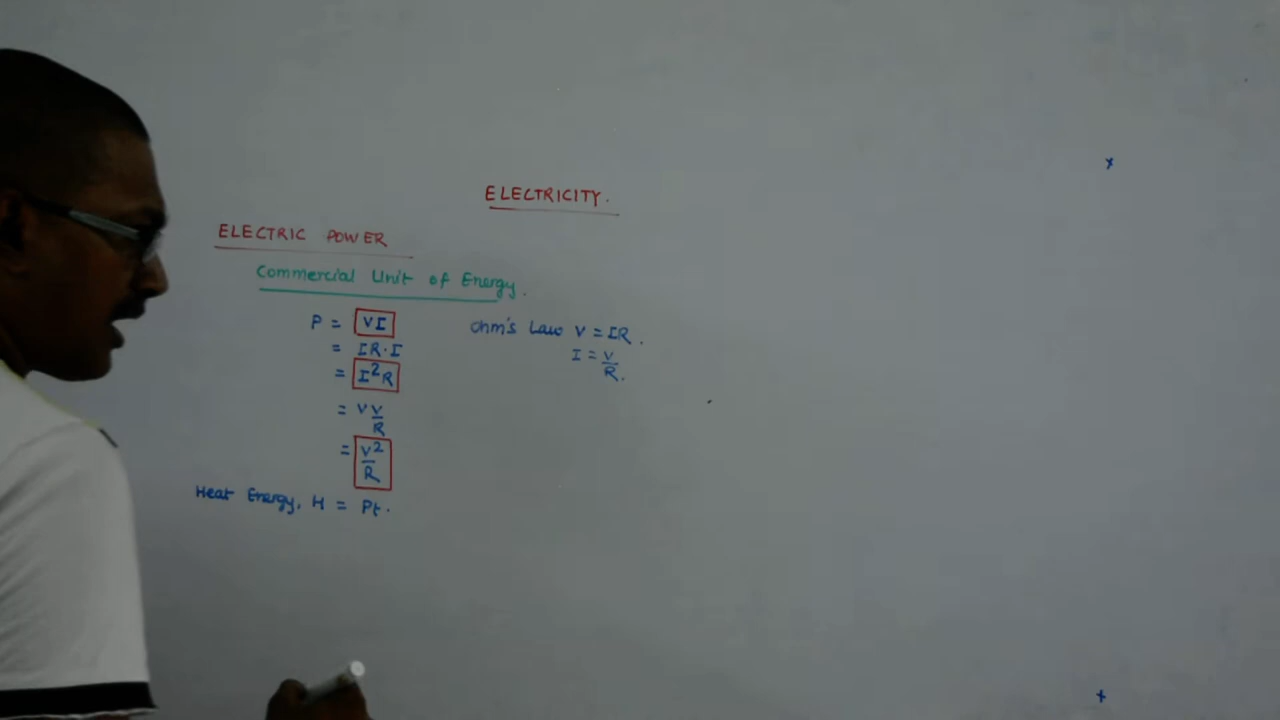 ELECTRICITY.
ELECTRIC POWER
Commercial Unit of Energy.
P = VI
= IR·I
= I²R
= V V/R
= V²/R
Ohm's Law V = IR.
I = V/R.
Heat Energy, H = Pt.